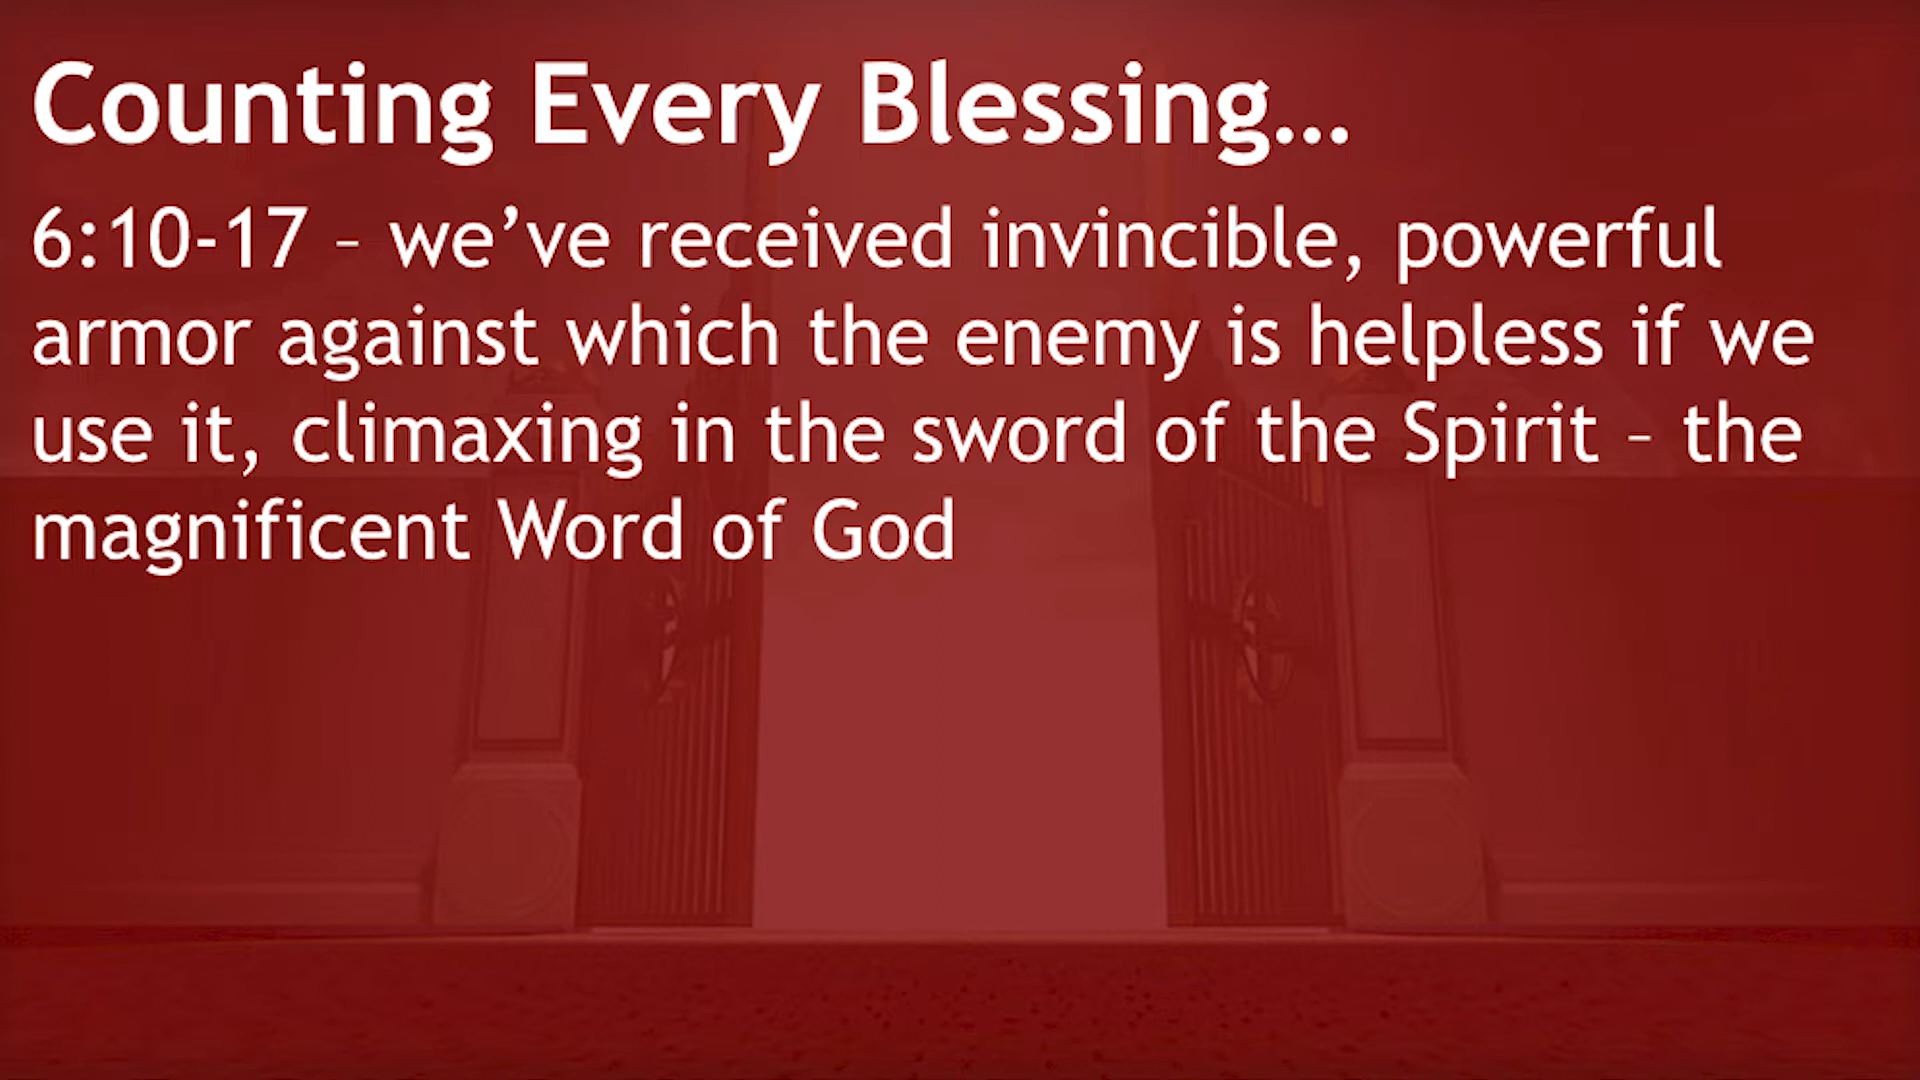 Counting Every Blessing…
6:10-17 – we’ve received invincible, powerful
armor against which the enemy is helpless if we
use it, climaxing in the sword of the Spirit – the
magnificent Word of God